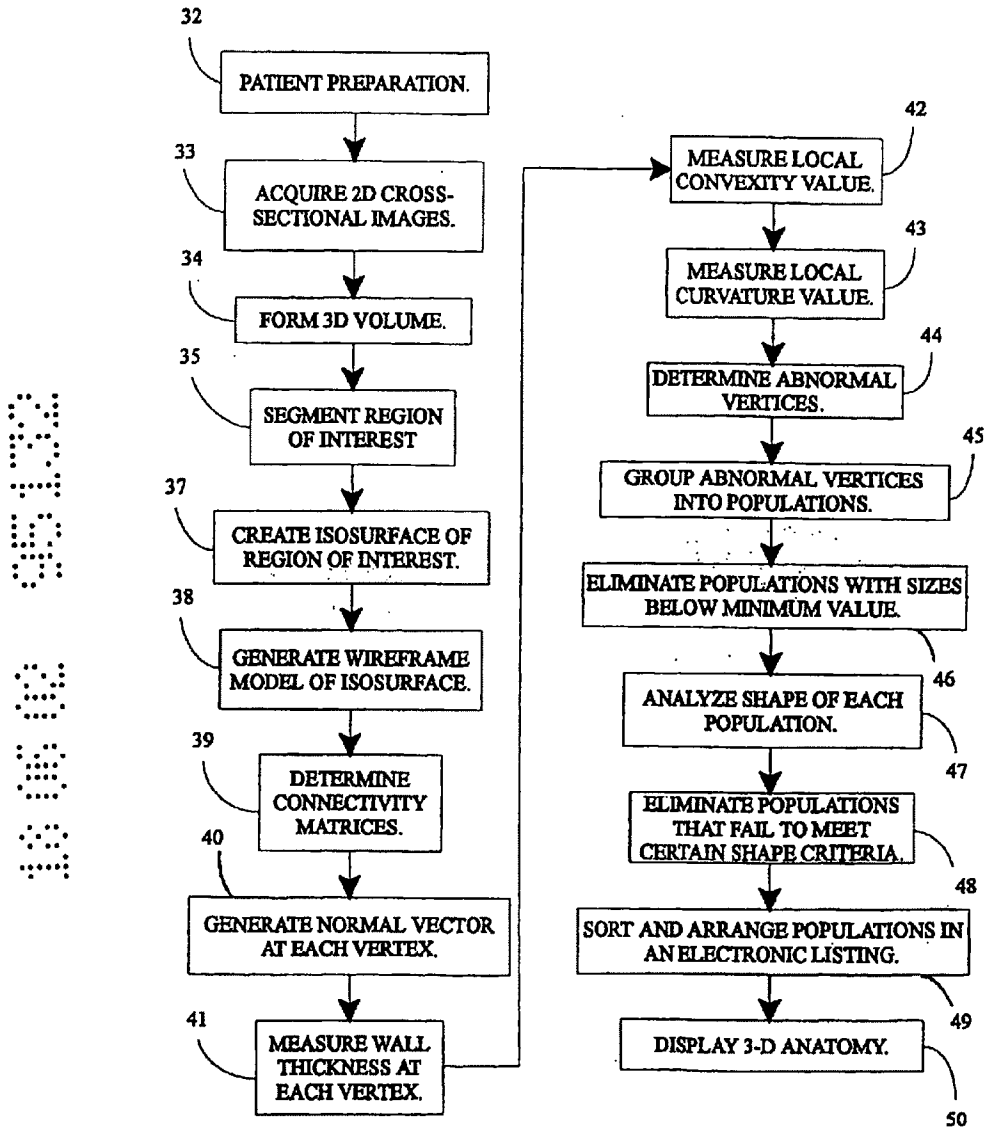 32
PATIENT PREPARATION.
33
ACQUIRE 2D CROSS-
SECTIONAL IMAGES.
34
FORM 3D VOLUME.
35
SEGMENT REGION
OF INTEREST
37
CREATE ISOSURFACE OF
REGION OF INTEREST.
38
GENERATE WIREFRAME
MODEL OF ISOSURFACE.
39
DETERMINE
CONNECTIVITY
MATRICES.
40
GENERATE NORMAL VECTOR
AT EACH VERTEX.
41
MEASURE WALL
THICKNESS AT
EACH VERTEX.
42
MEASURE LOCAL
CONVEXITY VALUE.
43
MEASURE LOCAL
CURVATURE VALUE.
44
DETERMINE ABNORMAL
VERTICES.
45
GROUP ABNORMAL VERTICES
INTO POPULATIONS.
ELIMINATE POPULATIONS WITH SIZES
BELOW MINIMUM VALUE.
46
ANALYZE SHAPE OF EACH
POPULATION.
47
ELIMINATE POPULATIONS
THAT FAIL TO MEET
CERTAIN SHAPE CRITERIA.
48
SORT AND ARRANGE POPULATIONS IN
AN ELECTRONIC LISTING.
49
DISPLAY 3-D ANATOMY.
50